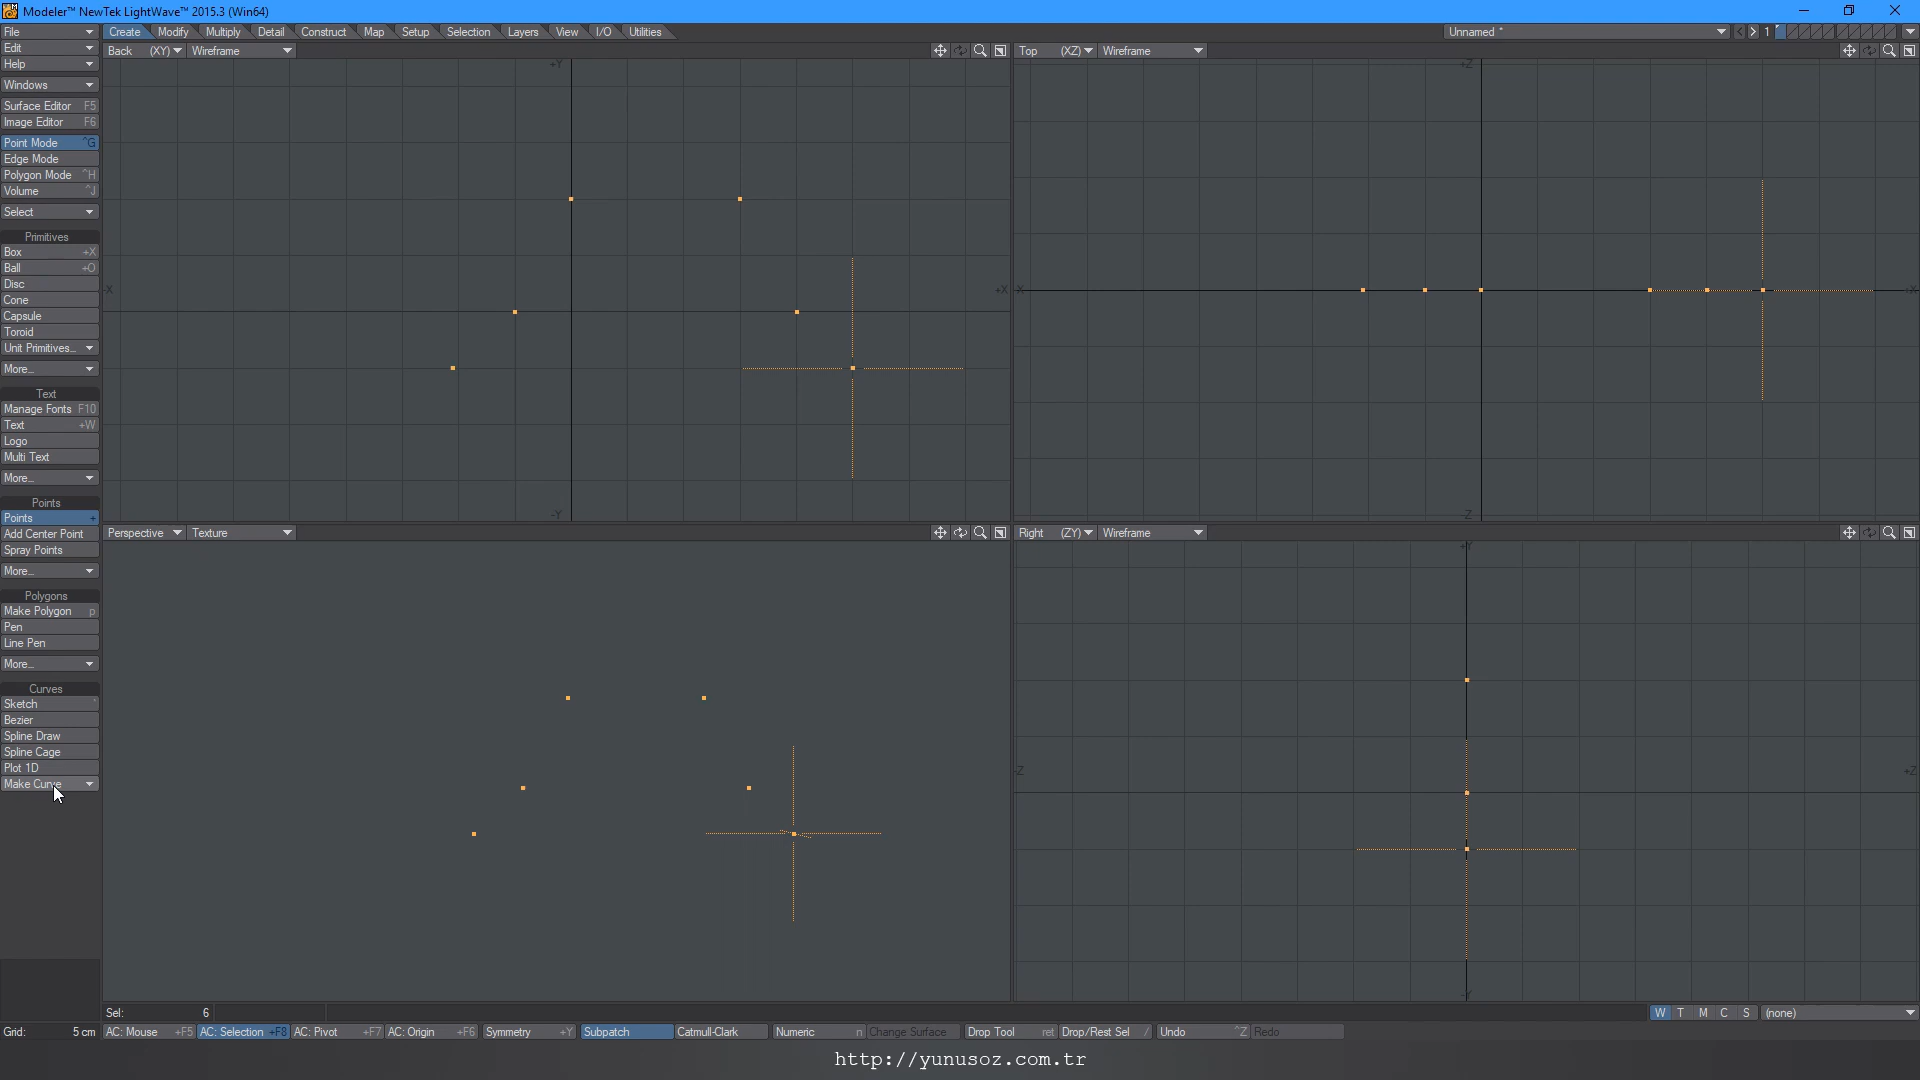 Modeler™ NewTek LightWave™ 2015.3 (Win64)
File
Create Modify Multiply Detail Construct Map Setup Selection Layers View I/O Utilities
Unnamed * 1
Edit
Back (XY) Wireframe
Top (XZ) Wireframe
Help
+Y
+Z
Windows
Surface Editor F5
Image Editor F6
Point Mode ^G
Edge Mode
Polygon Mode ^H
Volume ^J
Select
Primitives
Box +X
Ball +O
Disc
-X
+X
-X
+X
Cone
Capsule
Toroid
Unit Primitives...
More...
Text
Manage Fonts F10
Text +W
Logo
Multi Text
More...
Points
-Y
-Z
Points +
Add Center Point
Perspective Texture
Right (ZY) Wireframe
Spray Points
+Y
More...
Polygons
Make Polygon p
Pen
Line Pen
More...
Curves
Sketch `
Bezier
Spline Draw
Spline Cage
Plot 1D
-Z
+Z
Make Curve
-Y
Sel: 6
W T M C S (none)
Grid: 5 cm
AC: Mouse +F5 AC: Selection +F8 AC: Pivot +F7 AC: Origin +F6 Symmetry +Y Subpatch Catmull-Clark Numeric n Change Surface Drop Tool ret Drop/Rest Sel / Undo ^Z Redo
http://yunusoz.com.tr